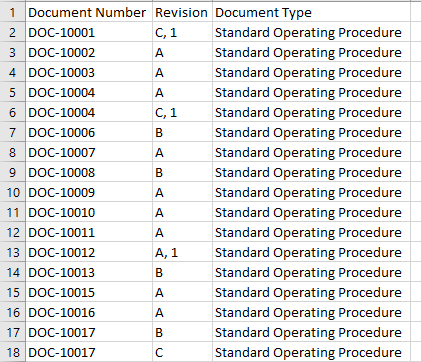 1 Document Number Revision Document Type
2 DOC-10001 C, 1 Standard Operating Procedure
3 DOC-10002 A Standard Operating Procedure
4 DOC-10003 A Standard Operating Procedure
5 DOC-10004 A Standard Operating Procedure
6 DOC-10004 C, 1 Standard Operating Procedure
7 DOC-10006 B Standard Operating Procedure
8 DOC-10007 A Standard Operating Procedure
9 DOC-10008 B Standard Operating Procedure
10 DOC-10009 A Standard Operating Procedure
11 DOC-10010 A Standard Operating Procedure
12 DOC-10011 A Standard Operating Procedure
13 DOC-10012 A, 1 Standard Operating Procedure
14 DOC-10013 B Standard Operating Procedure
15 DOC-10015 A Standard Operating Procedure
16 DOC-10016 A Standard Operating Procedure
17 DOC-10017 B Standard Operating Procedure
18 DOC-10017 C Standard Operating Procedure